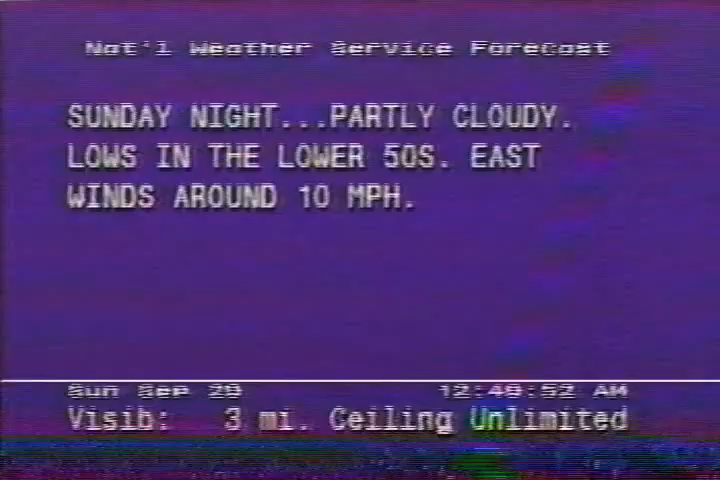 Nat'l Weather Service Forecast
SUNDAY NIGHT...PARTLY CLOUDY.
LOWS IN THE LOWER 50S. EAST
WINDS AROUND 10 MPH.
Sun Sep 29 12:48:52 AM
Visib: 3 mi. Ceiling Unlimited